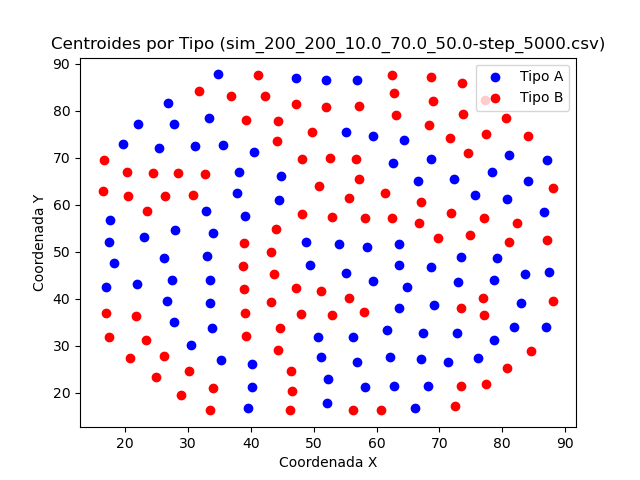 Centroides por Tipo (sim_200_200_10.0_70.0_50.0-step_5000.csv)
Tipo A
Tipo B
Coordenada Y
90
80
70
60
50
40
30
20
20 30 40 50 60 70 80 90
Coordenada X